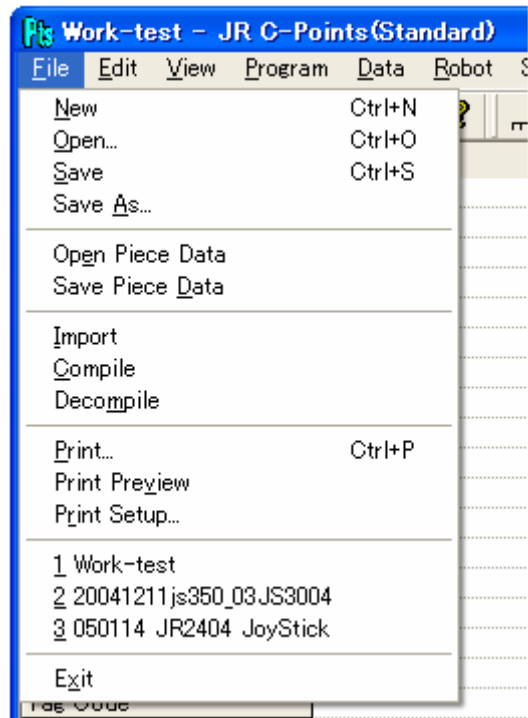 Work-test - JR C-Points(Standard)
File Edit View Program Data Robot
New Ctrl+N
Open... Ctrl+O
Save Ctrl+S
Save As...
Open Piece Data
Save Piece Data
Import
Compile
Decompile
Print... Ctrl+P
Print Preview
Print Setup...
1 Work-test
2 20041211js350_03JS3004
3 050114 JR2404 JoyStick
Exit
Tag Code